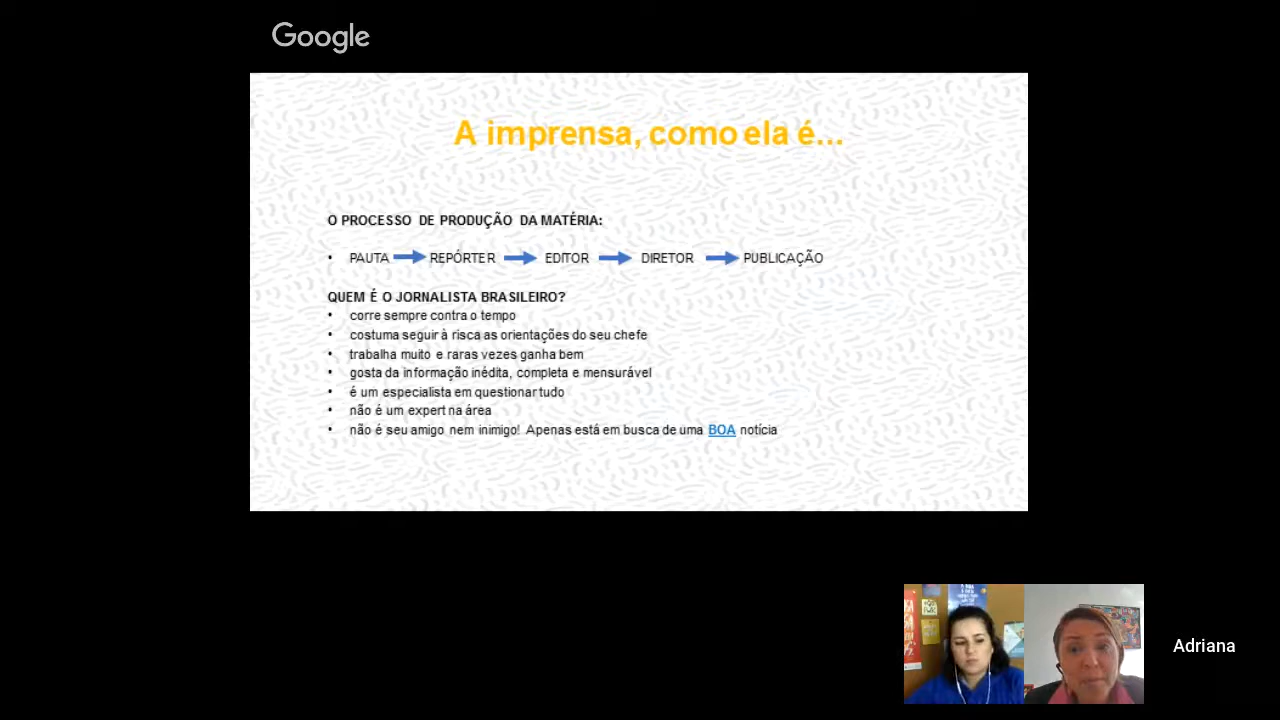 Google
A imprensa, como ela é...
O PROCESSO DE PRODUÇÃO DA MATÉRIA:
• PAUTA REPÓRTER EDITOR DIRETOR PUBLICAÇÃO
QUEM É O JORNALISTA BRASILEIRO?
• corre sempre contra o tempo
• costuma seguir à risca as orientações do seu chefe
• trabalha muito e raras vezes ganha bem
• gosta da informação inédita, completa e mensurável
• é um especialista em questionar tudo
• não é um expert na área
• não é seu amigo nem inimigo! Apenas está em busca de uma BOA notícia
Adriana